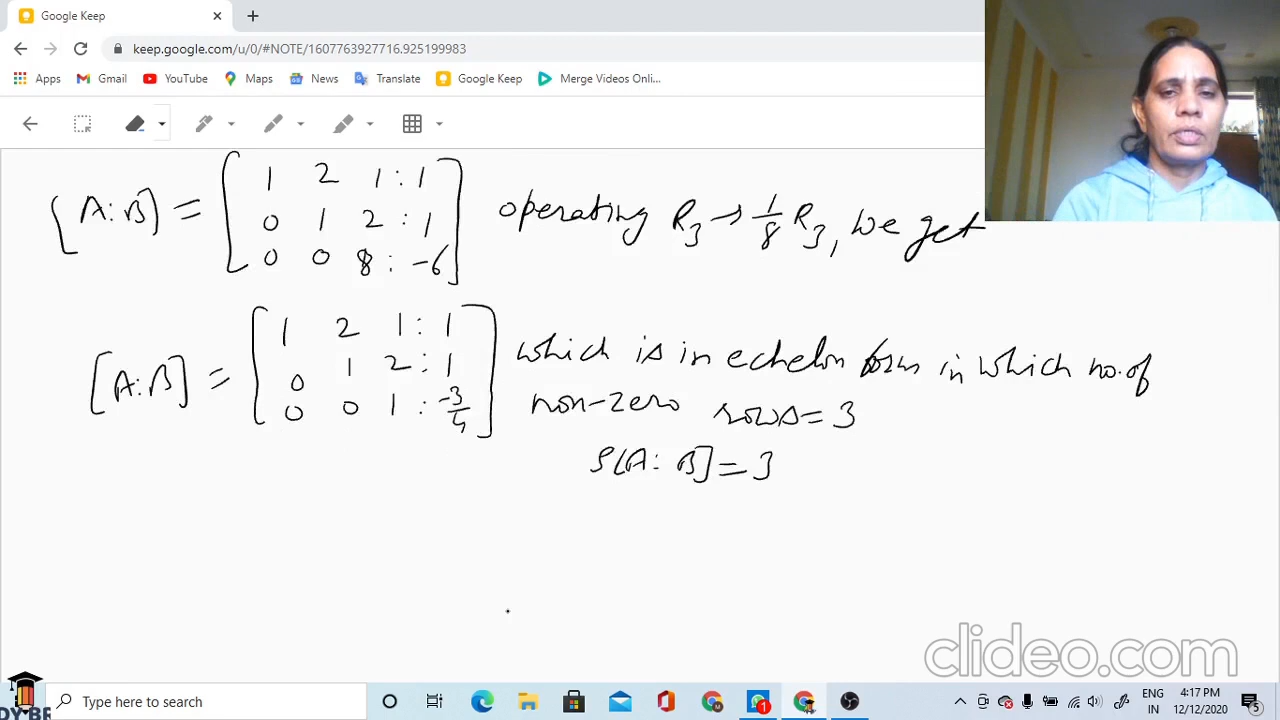 Google Keep
keep.google.com/u/0/#NOTE/1607763927716.925199983
Apps Gmail YouTube Maps News Translate Google Keep Merge Videos Onli...
[A:B] = [1 2 1 : 1
0 1 2 : 1
0 0 8 : -6] operating R3 → 1/8 R3, we get
[A:B] = [1 2 1 : 1
0 1 2 : 1
0 0 1 : -3/4] which is in echelon form in which no. of
non-zero rows = 3
ρ[A: B] = 3
clideo.com
DY BR
Type here to search
1
ENG
IN
4:17 PM
12/12/2020
5